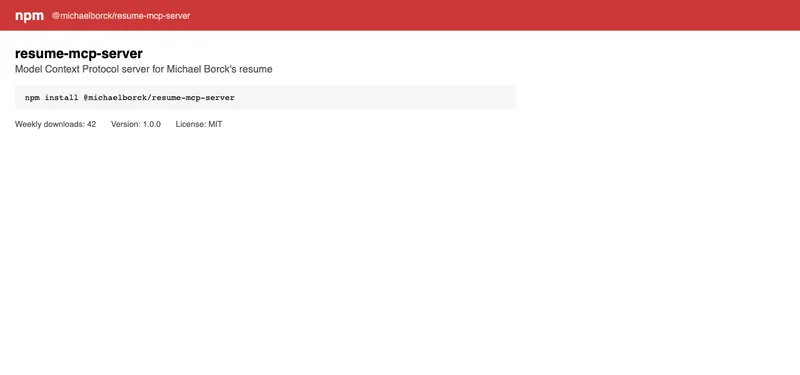 npm @michaelborck/resume-mcp-server
resume-mcp-server
Model Context Protocol server for Michael Borck's resume
npm install @michaelborck/resume-mcp-server
Weekly downloads: 42 Version: 1.0.0 License: MIT